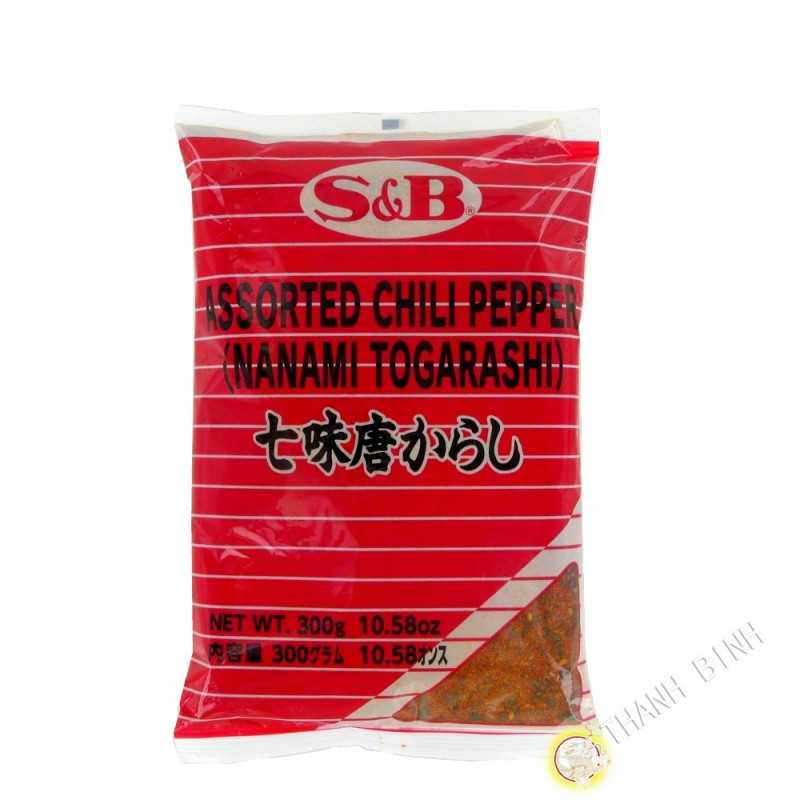 S&B®
ASSORTED CHILI PEPPER
(NANAMI TOGARASHI)
七味唐からし
NET WT. 300g 10.58oz
内容量 300グラム 10.58オンス
THANH BINH